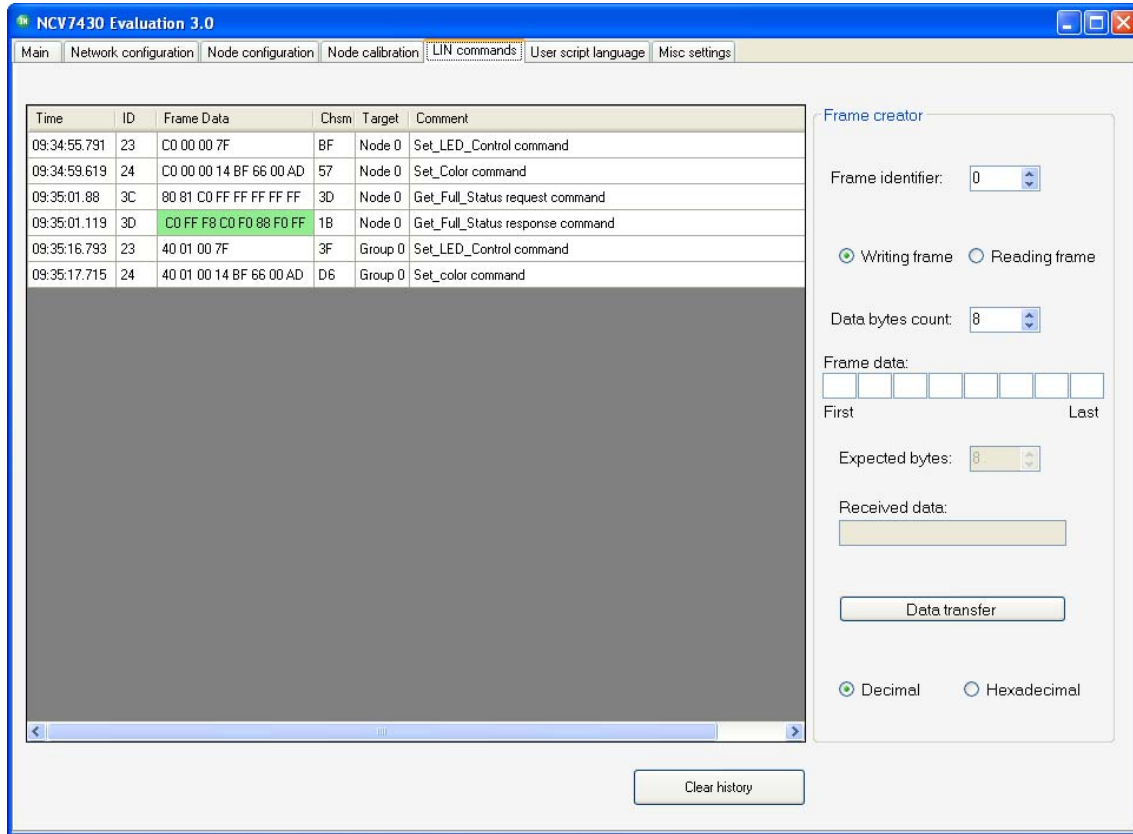 NCV7430 Evaluation 3.0
Main Network configuration Node configuration Node calibration LIN commands User script language Misc settings
Time ID Frame Data Chsm Target Comment
09:34:55.791 23 C0 00 00 7F BF Node 0 Set_LED_Control command
09:34:59.619 24 C0 00 00 14 BF 66 00 AD 57 Node 0 Set_Color command
09:35:01.88 3C 80 81 C0 FF FF FF FF FF 3D Node 0 Get_Full_Status request command
09:35:01.119 3D C0 FF F8 C0 F0 88 F0 FF 1B Node 0 Get_Full_Status response command
09:35:16.793 23 40 01 00 7F 3F Group 0 Set_LED_Control command
09:35:17.715 24 40 01 00 14 BF 66 00 AD D6 Group 0 Set_color command
Frame creator
Frame identifier: 0
Writing frame Reading frame
Data bytes count: 8
Frame data:
First Last
Expected bytes: 8
Received data:
Data transfer
Decimal Hexadecimal
Clear history